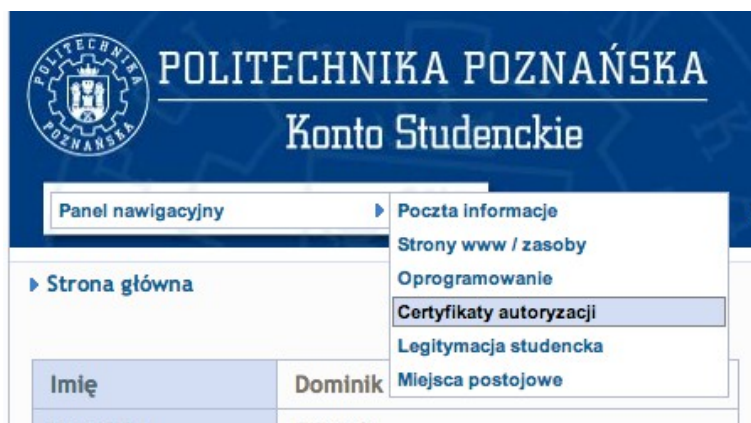 POLITECHNIKA POZNAŃSKA
POLITECHNIKA POZNAŃSKA
Konto Studenckie
Panel nawigacyjny
Poczta informacje
Strony www / zasoby
Oprogramowanie
Certyfikaty autoryzacji
Legitymacja studencka
Miejsca postojowe
Strona główna
Imię Dominik